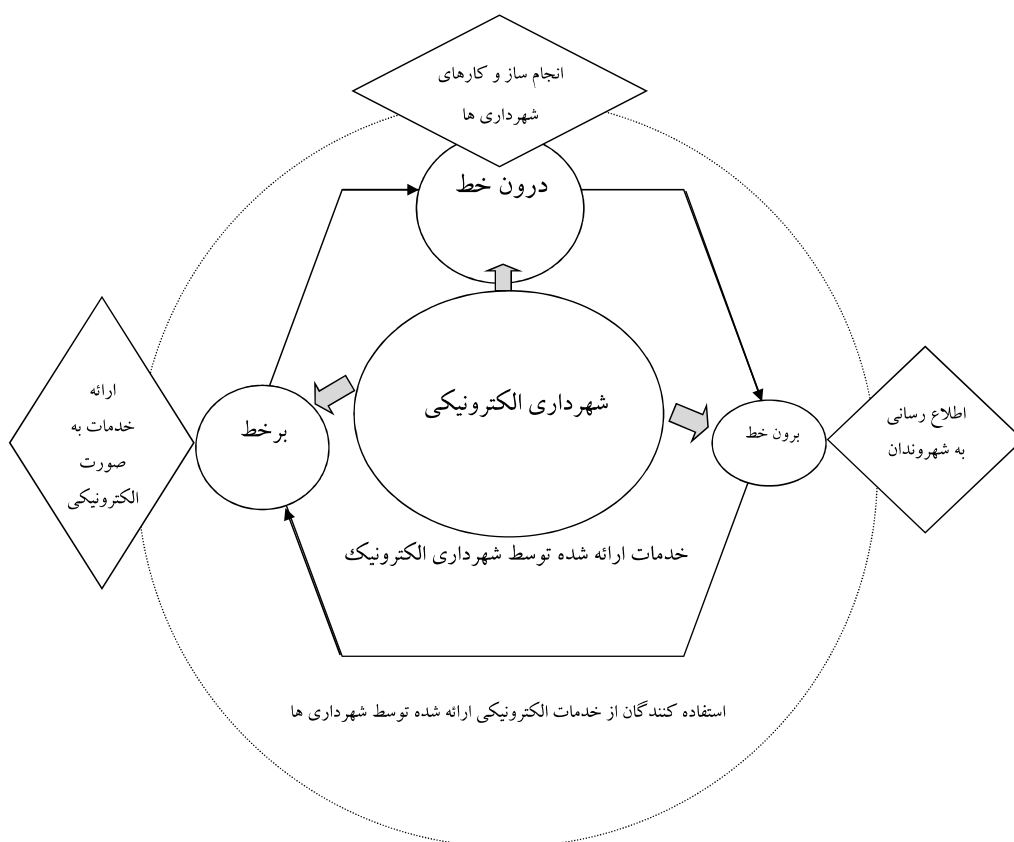 انجام ساز و کارهای
شهرداری ها
درون خط
شهرداری الکترونیکی
اطلاع رسانی
به شهروندان
برون خط
برخط
ارائه
خدمات به
صورت
الکترونیکی
خدمات ارائه شده توسط شهرداری الکترونیک
استفاده کنندگان از خدمات الکترونیکی ارائه شده توسط شهرداری ها